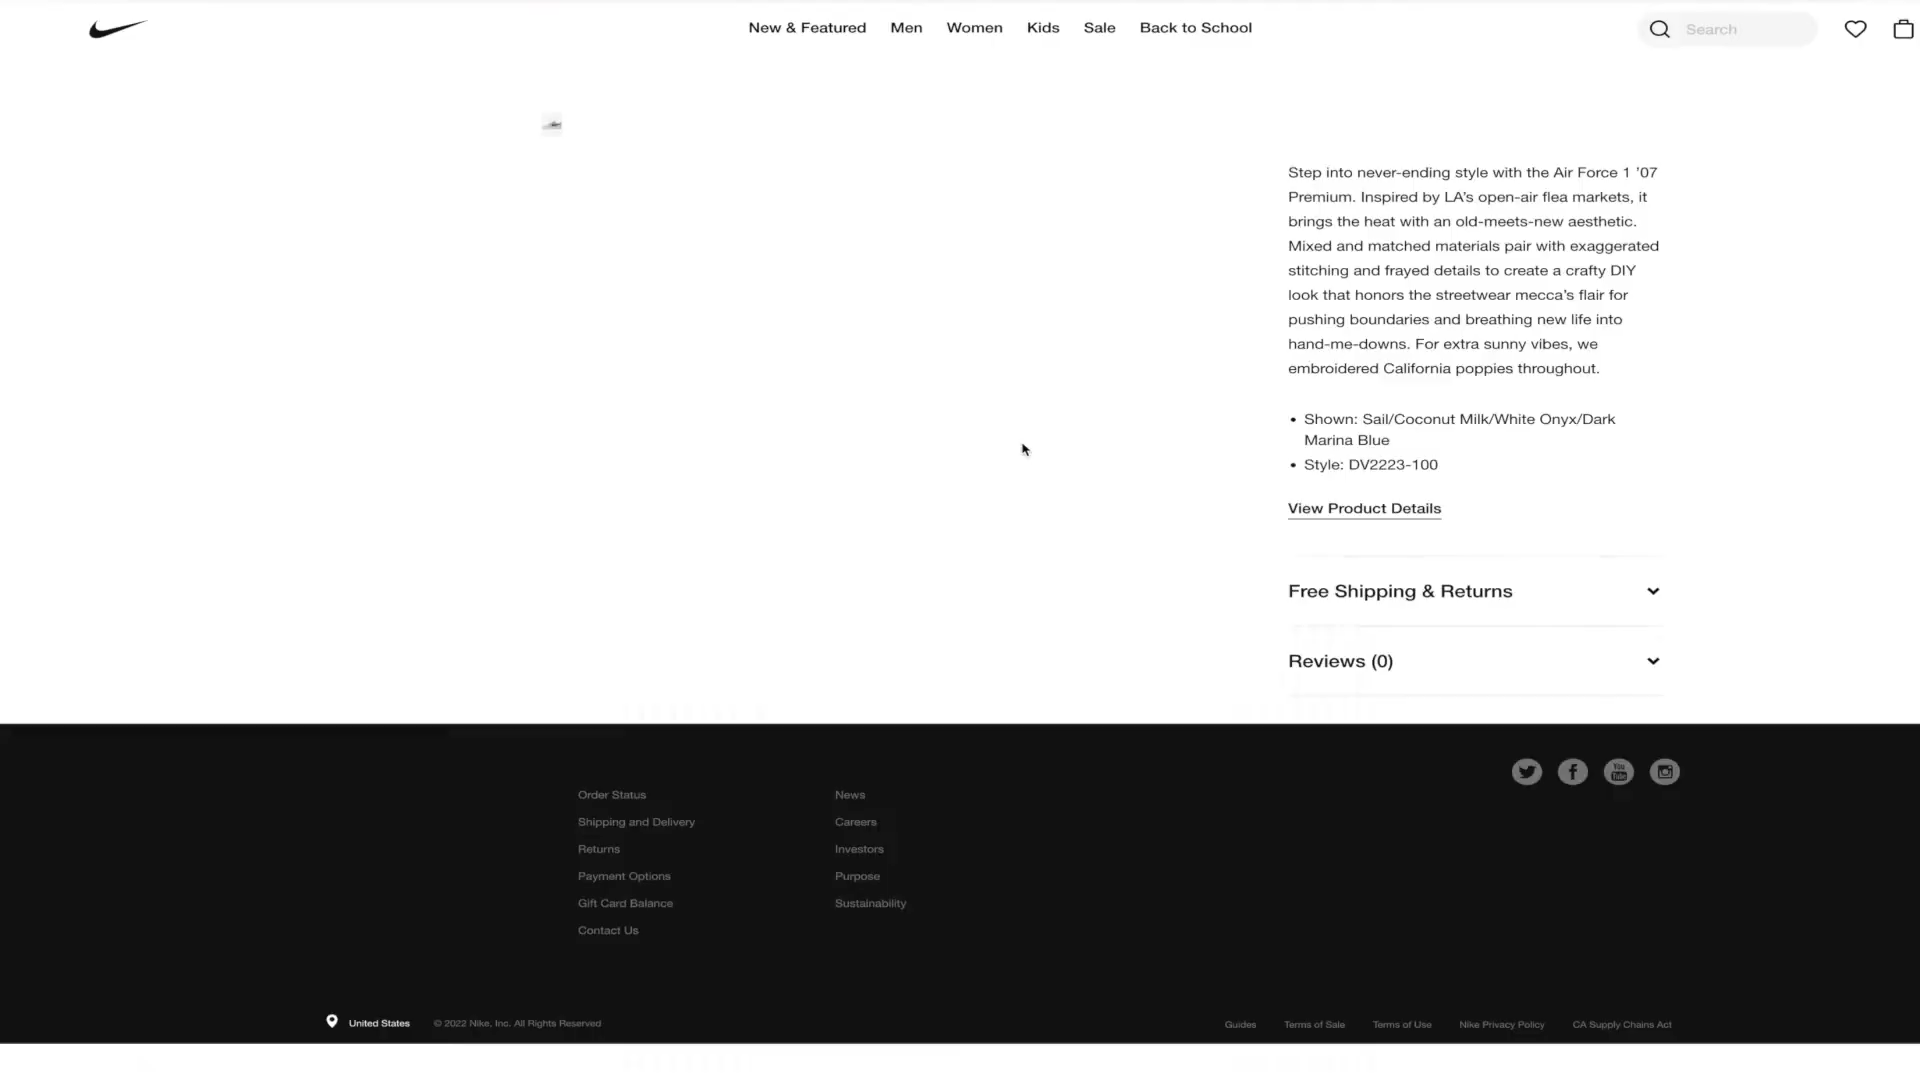 New & Featured
Men
Women
Kids
Sale
Back to School
Search
Step into never-ending style with the Air Force 1 ’07
Premium. Inspired by LA’s open-air flea markets, it
brings the heat with an old-meets-new aesthetic.
Mixed and matched materials pair with exaggerated
stitching and frayed details to create a crafty DIY
look that honors the streetwear mecca’s flair for
pushing boundaries and breathing new life into
hand-me-downs. For extra sunny vibes, we
embroidered California poppies throughout.
• Shown: Sail/Coconut Milk/White Onyx/Dark
Marina Blue
• Style: DV2223-100
View Product Details
Free Shipping & Returns
Reviews (0)
Order Status
Shipping and Delivery
Returns
Payment Options
Gift Card Balance
Contact Us
News
Careers
Investors
Purpose
Sustainability
You
Tube
United States
© 2022 Nike, Inc. All Rights Reserved
Guides
Terms of Sale
Terms of Use
Nike Privacy Policy
CA Supply Chains Act